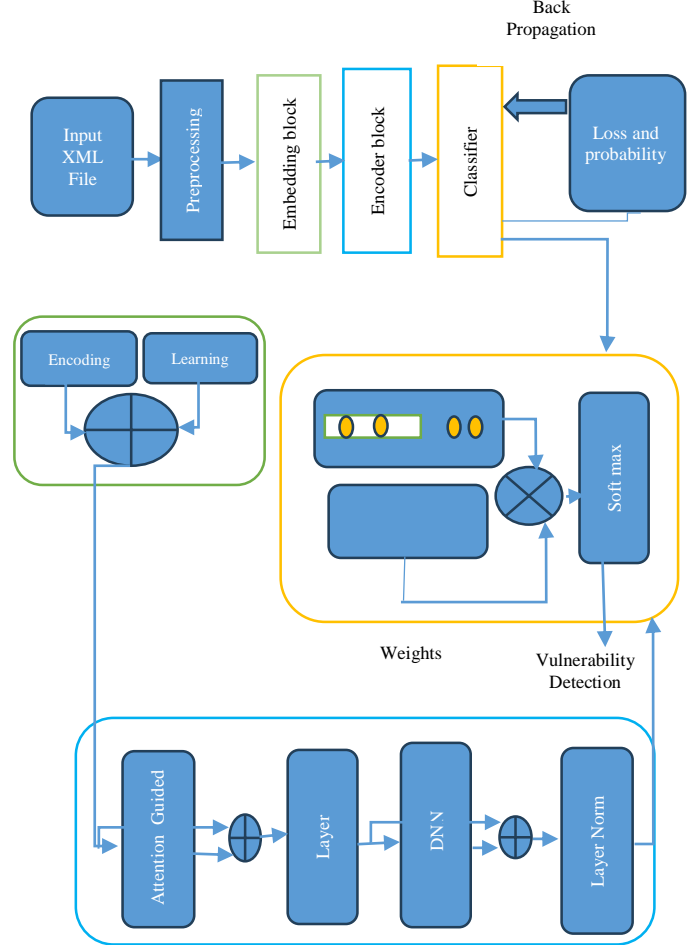 Back
Propagation
Input
XML
File
Preprocessing
Embedding block
Encoder block
Classifier
Loss and
probability
Encoding
Learning
Soft max
Weights
Vulnerability
Detection
Attention Guided
Layer
DNN
Layer Norm